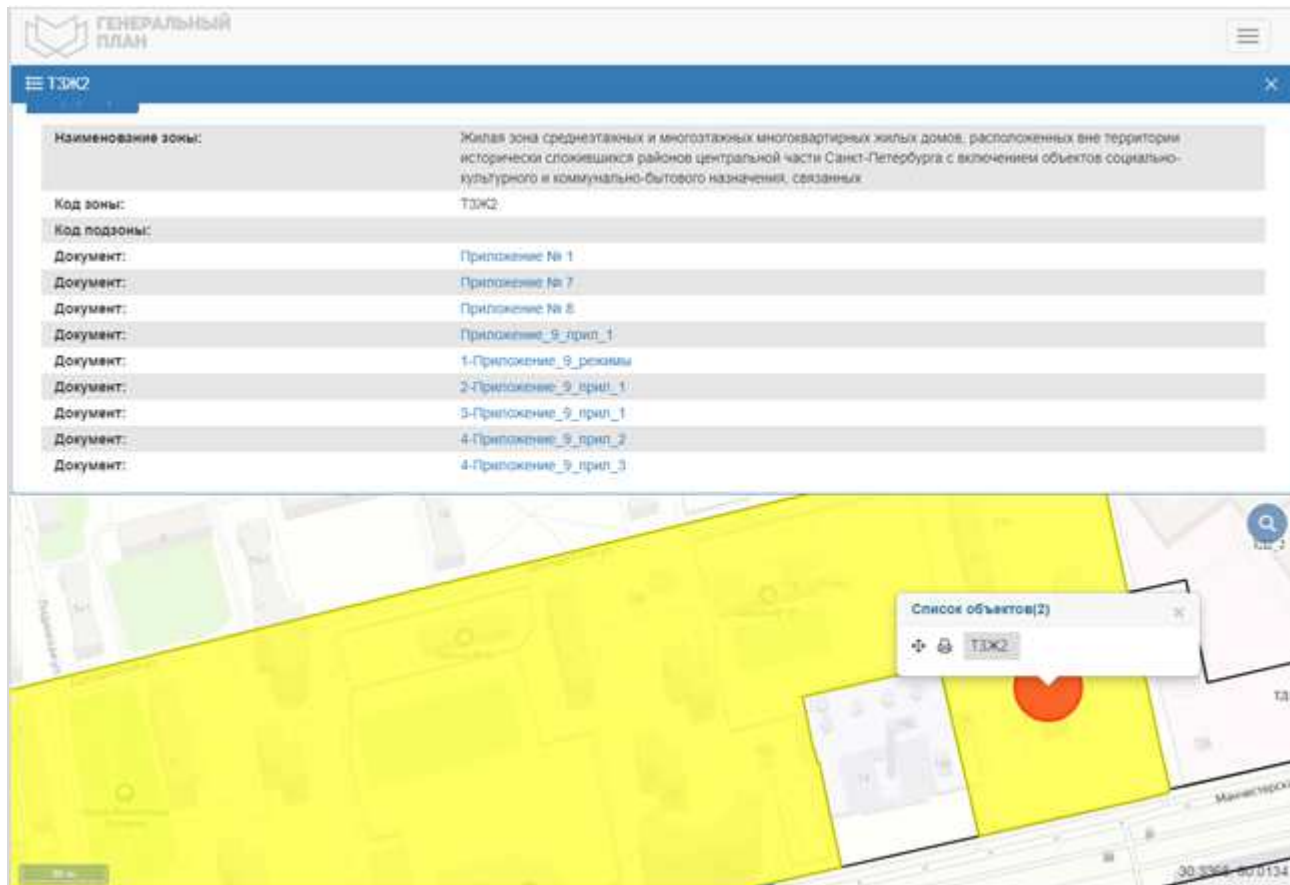 ГЕНЕРАЛЬНЫЙ
ПЛАН
Т3Ж2
Наименование зоны:
Жилая зона среднеэтажных и многоэтажных многоквартирных жилых домов, расположенных вне территории
исторически сложившихся районов центральной части Санкт-Петербурга с включением объектов социально-
культурного и коммунально-бытового назначения, связанных
Код зоны: Т3Ж2
Код подзоны:
Документ: Приложение № 1
Документ: Приложение № 7
Документ: Приложение № 8
Документ: Приложение_9_прил_1
Документ: 1-Приложение_9_режимы
Документ: 2-Приложение_9_прил_1
Документ: 3-Приложение_9_прил_1
Документ: 4-Приложение_9_прил_2
Документ: 4-Приложение_9_прил_3
Список объектов(2)
Т3Ж2